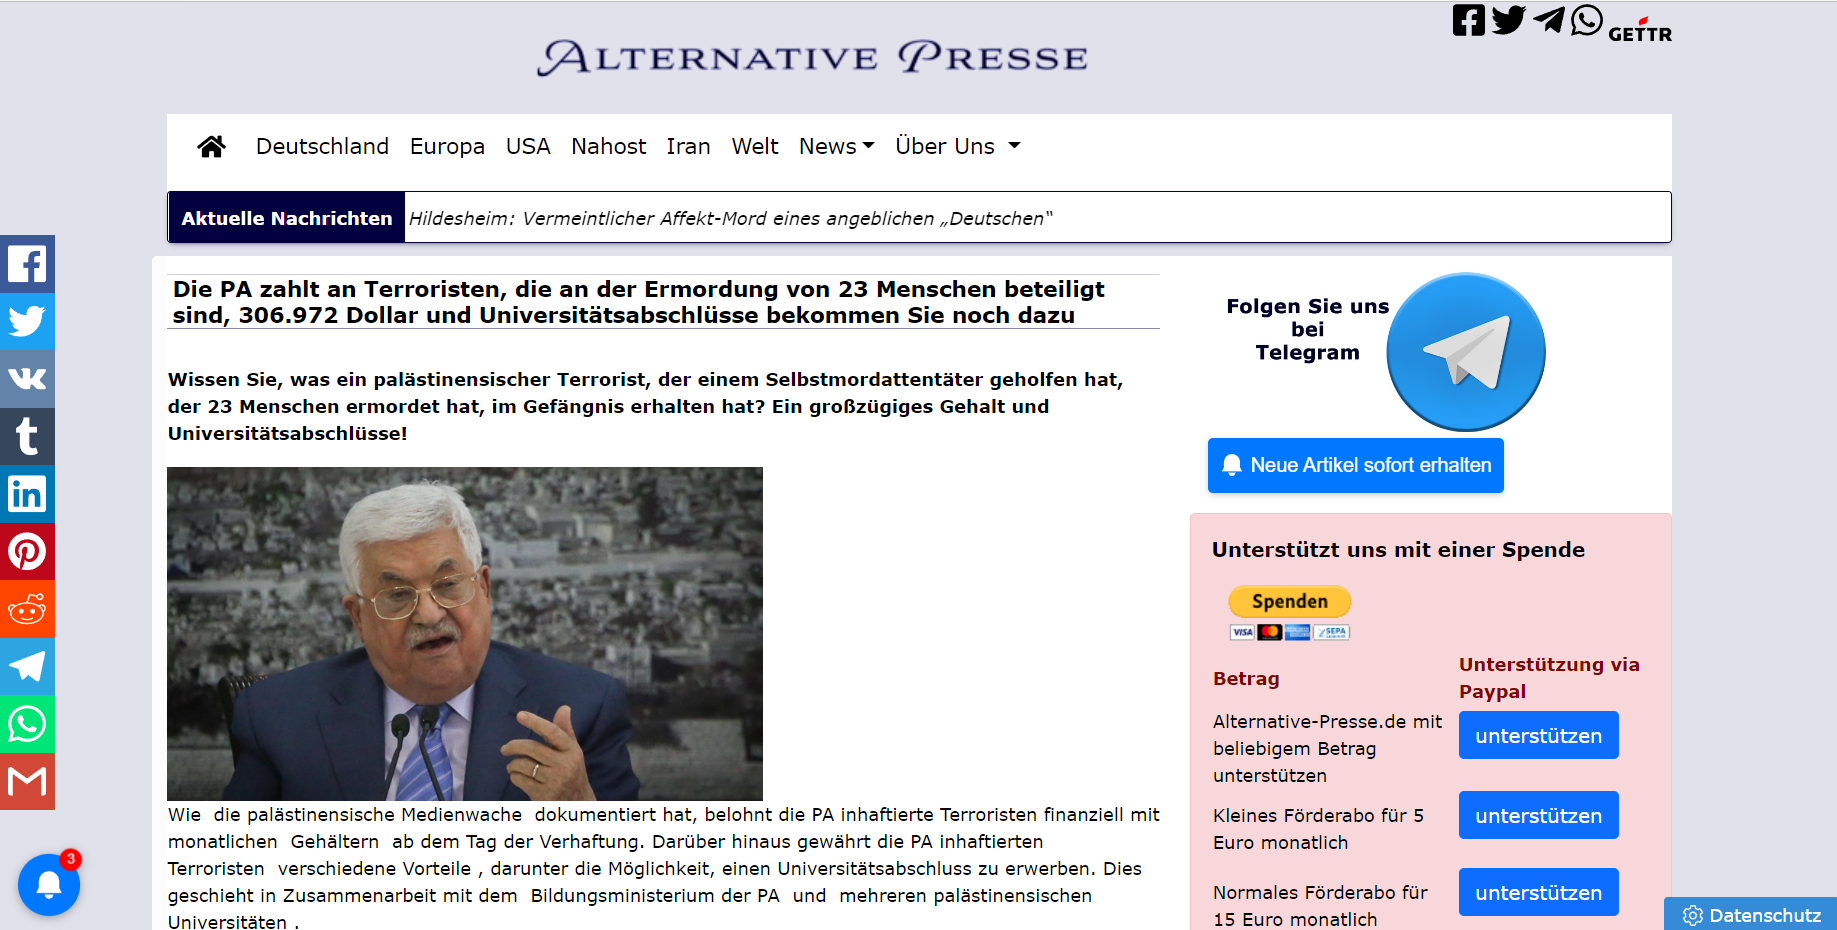 ALTERNATIVE PRESSE
GETTR
Deutschland Europa USA Nahost Iran Welt News Über Uns
Aktuelle Nachrichten Hildesheim: Vermeintlicher Affekt-Mord eines angeblichen „Deutschen“
Die PA zahlt an Terroristen, die an der Ermordung von 23 Menschen beteiligt
sind, 306.972 Dollar und Universitätsabschlüsse bekommen Sie noch dazu
Wissen Sie, was ein palästinensischer Terrorist, der einem Selbstmordattentäter geholfen hat,
der 23 Menschen ermordet hat, im Gefängnis erhalten hat? Ein großzügiges Gehalt und
Universitätsabschlüsse!
Wie die palästinensische Medienwache dokumentiert hat, belohnt die PA inhaftierte Terroristen finanziell mit
monatlichen Gehältern ab dem Tag der Verhaftung. Darüber hinaus gewährt die PA inhaftierten
Terroristen verschiedene Vorteile , darunter die Möglichkeit, einen Universitätsabschluss zu erwerben. Dies
geschieht in Zusammenarbeit mit dem Bildungsministerium der PA und mehreren palästinensischen
Universitäten .
Folgen Sie uns
bei
Telegram
Neue Artikel sofort erhalten
Unterstützt uns mit einer Spende
Spenden
VISA SEPA
Betrag
Unterstützung via
Paypal
Alternative-Presse.de mit
beliebigem Betrag
unterstützen
unterstützen
Kleines Förderabo für 5
Euro monatlich
unterstützen
Normales Förderabo für
15 Euro monatlich
unterstützen
3
Datenschutz